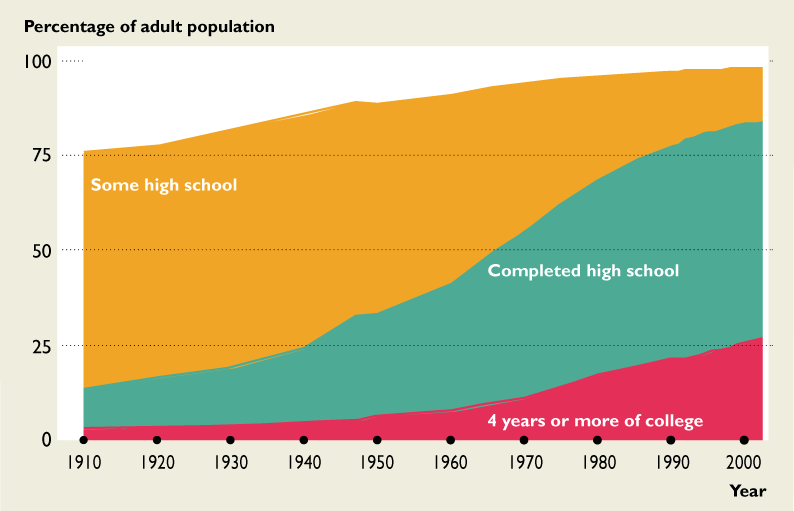 Percentage of adult population
100
75
Some high school
50
Completed high school
25
4 years or more of college
0
1910 1920 1930 1940 1950 1960 1970 1980 1990 2000
Year